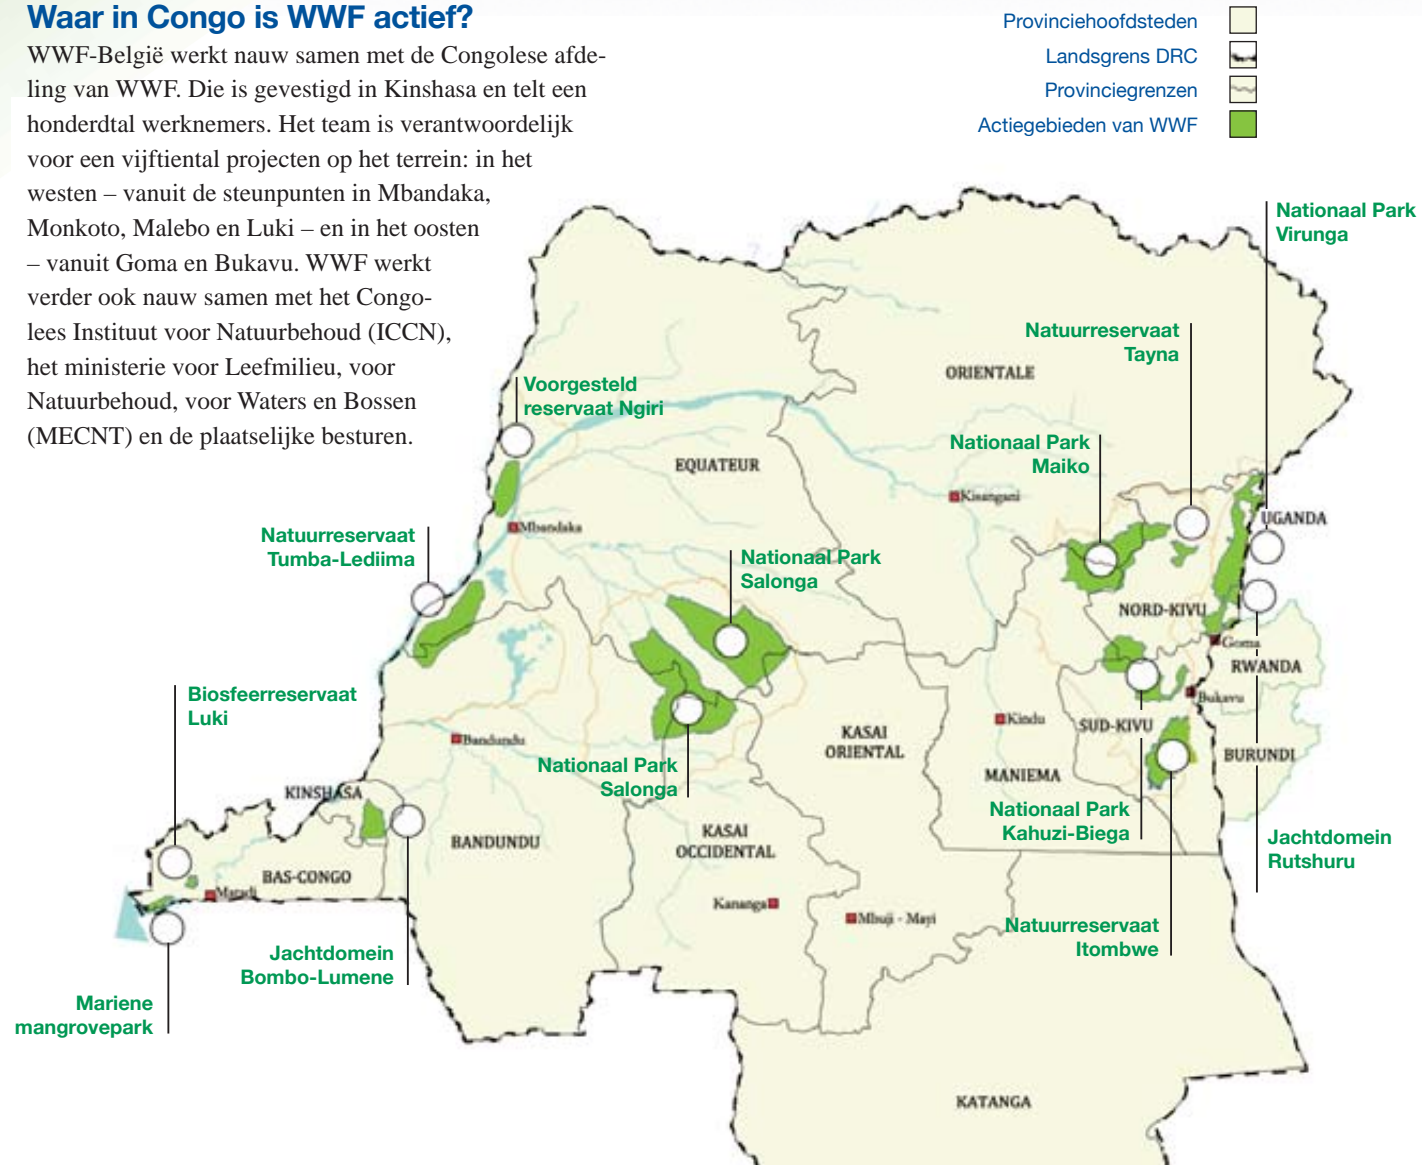 Waar in Congo is WWF actief?
WWF-België werkt nauw samen met de Congolese afde-
ling van WWF. Die is gevestigd in Kinshasa en telt een
honderdtal werknemers. Het team is verantwoordelijk
voor een vijftiental projecten op het terrein: in het
westen – vanuit de steunpunten in Mbandaka,
Monkoto, Malebo en Luki – en in het oosten
– vanuit Goma en Bukavu. WWF werkt
verder ook nauw samen met het Congo-
lees Instituut voor Natuurbehoud (ICCN),
het ministerie voor Leefmilieu, voor
Natuurbehoud, voor Waters en Bossen
(MECNT) en de plaatselijke besturen.
Provinciehoofdsteden
Landsgrens DRC
Provinciegrenzen
Actiegebieden van WWF
Nationaal Park
Virunga
Natuurreservaat
Tayna
ORIENTALE
Voorgesteld
reservaat Ngiri
Nationaal Park
Maiko
EQUATEUR
Kisangani
UGANDA
Mbandaka
Natuurreservaat
Tumba-Lediima
Nationaal Park
Salonga
NORD-KIVU
Goma
RWANDA
Biosfeerreservaat
Luki
Bukavu
Kindu
SUD-KIVU
KASAI
ORIENTAL
Bandundu
BURUNDI
Nationaal Park
Salonga
MANIEMA
KINSHASA
Nationaal Park
Kahuzi-Biega
KASAI
OCCIDENTAL
BANDUNDU
Jachtdomein
Rutshuru
BAS-CONGO
Maradi
Kananga
Mbuji - Mayi
Natuurreservaat
Itombwe
Jachtdomein
Bombo-Lumene
Mariene
mangrovepark
KATANGA